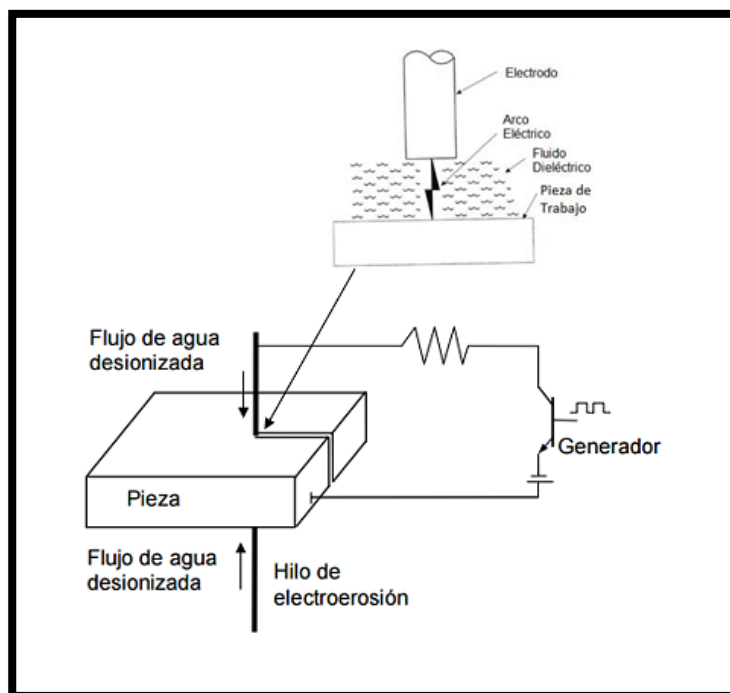 Electrodo
Arco
Eléctrico
Fluido
Dieléctrico
Pieza de
Trabajo
Flujo de agua
desionizada
Generador
Pieza
Flujo de agua
desionizada
Hilo de
electroerosión